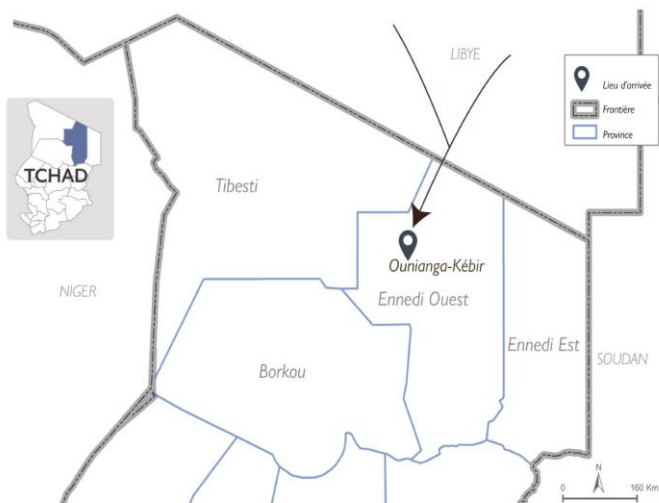 LIBYE
Lieu d'arrivée
Frontière
Province
TCHAD
Tibesti
Ounianga-Kébir
NIGER
Ennedi Ouest
Ennedi Est
SOUDAN
Borkou
N
0 160 Km